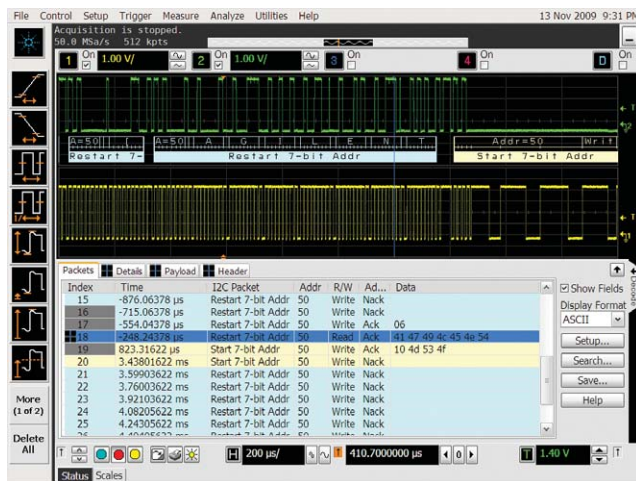 File Control Setup Trigger Measure Analyze Utilities Help 13 Nov 2009 9:31 PM
Acquisition is stopped.
50.0 MSa/s 512 kpts
1 On 1.00 V/ 2 On 1.00 V/ 3 On 4 On D On
A=50 A=50 A G I L E N T Addr=50 Writ
Restart 7- Restart 7-bit Addr Start 7-bit Addr
Packets Details Payload Header
Index Time I2C Packet Addr R/W Ad... Data
15 -876.06378 µs Restart 7-bit Addr 50 Write Nack
16 -715.06378 µs Restart 7-bit Addr 50 Write Nack
17 -554.04378 µs Restart 7-bit Addr 50 Write Ack 06
18 -248.24378 µs Restart 7-bit Addr 50 Read Ack 41 47 49 4c 45 4e 54
19 823.31622 µs Start 7-bit Addr 50 Write Ack 10 4d 53 4f
20 3.43801622 ms Start 7-bit Addr 50 Write Nack
21 3.59903622 ms Restart 7-bit Addr 50 Write Nack
22 3.76003622 ms Restart 7-bit Addr 50 Write Nack
23 3.92103622 ms Restart 7-bit Addr 50 Write Nack
24 4.08205622 ms Restart 7-bit Addr 50 Write Nack
25 4.24305622 ms Restart 7-bit Addr 50 Write Nack
Decode
Show Fields
Display Format
ASCII
Setup...
Search...
Save...
Help
More
(1 of 2)
Delete
All
H 200 µs/ 410.7000000 µs 0 T 1.40 V
Status Scales